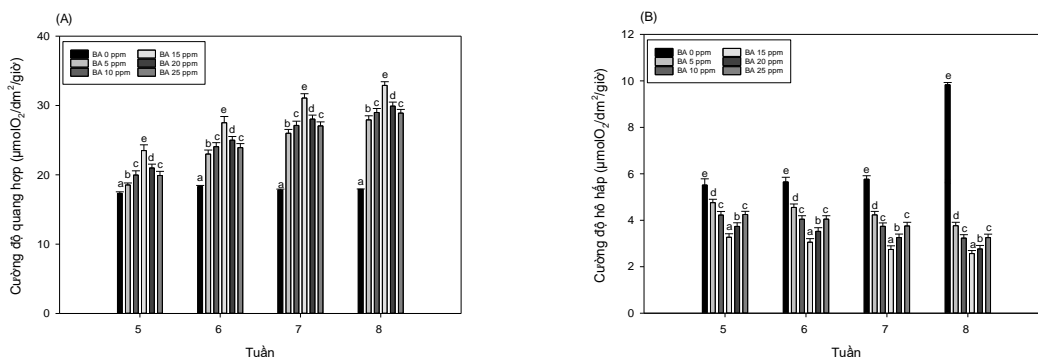 (A)
Cường độ quang hợp (µmolO₂/dm²/giờ)
40
30
20
10
0
BA 0 ppm BA 15 ppm
BA 5 ppm BA 20 ppm
BA 10 ppm BA 25 ppm
a b c e d c
a b c e d c
a b c e d c
a b c e d c
5 6 7 8
Tuần
(B)
Cường độ hô hấp (µmolO₂/dm²/giờ)
12
10
8
6
4
2
0
BA 0 ppm BA 15 ppm
BA 5 ppm BA 20 ppm
BA 10 ppm BA 25 ppm
e d c a b c
e d c a b c
e d c a b c
e d c a b c
5 6 7 8
Tuần